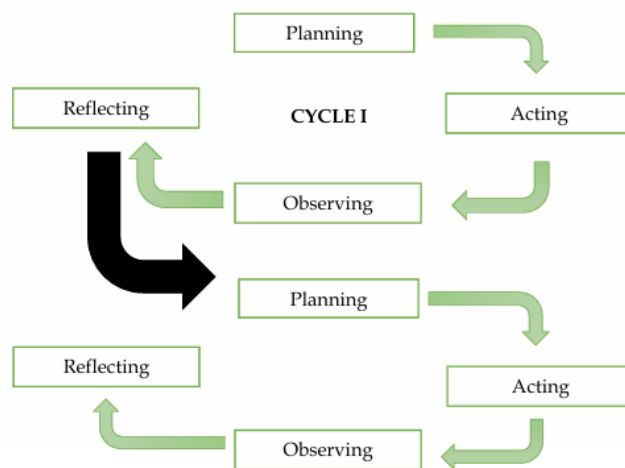 Planning
Reflecting
CYCLE I
Acting
Observing
Planning
Reflecting
Acting
Observing